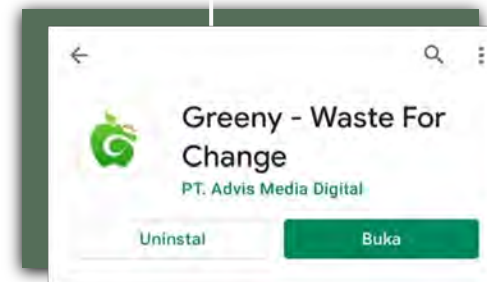 Greeny - Waste For
Change
PT. Advis Media Digital
Uninstal
Buka